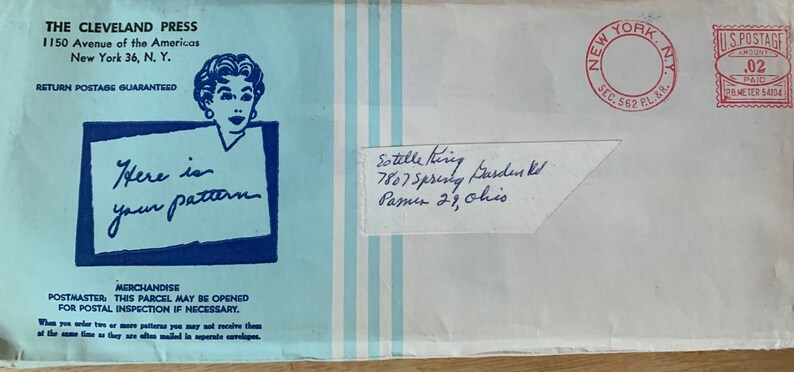 THE CLEVELAND PRESS
1150 Avenue of the Americas
New York 36, N. Y.
RETURN POSTAGE GUARANTEED
Here is
your pattern
MERCHANDISE
POSTMASTER: THIS PARCEL MAY BE OPENED
FOR POSTAL INSPECTION IF NECESSARY.
When you order two or more patterns you may not receive them
at the same time as they are often mailed in seperate envelopes.
NEW YORK, N.Y.
SEC. 562 P.L.&R.
U.S. POSTAGE
AMOUNT
.02
PAID
P.B. METER 54104
Estelle King
7807 Spring Garden Rd
Parma 29, Ohio